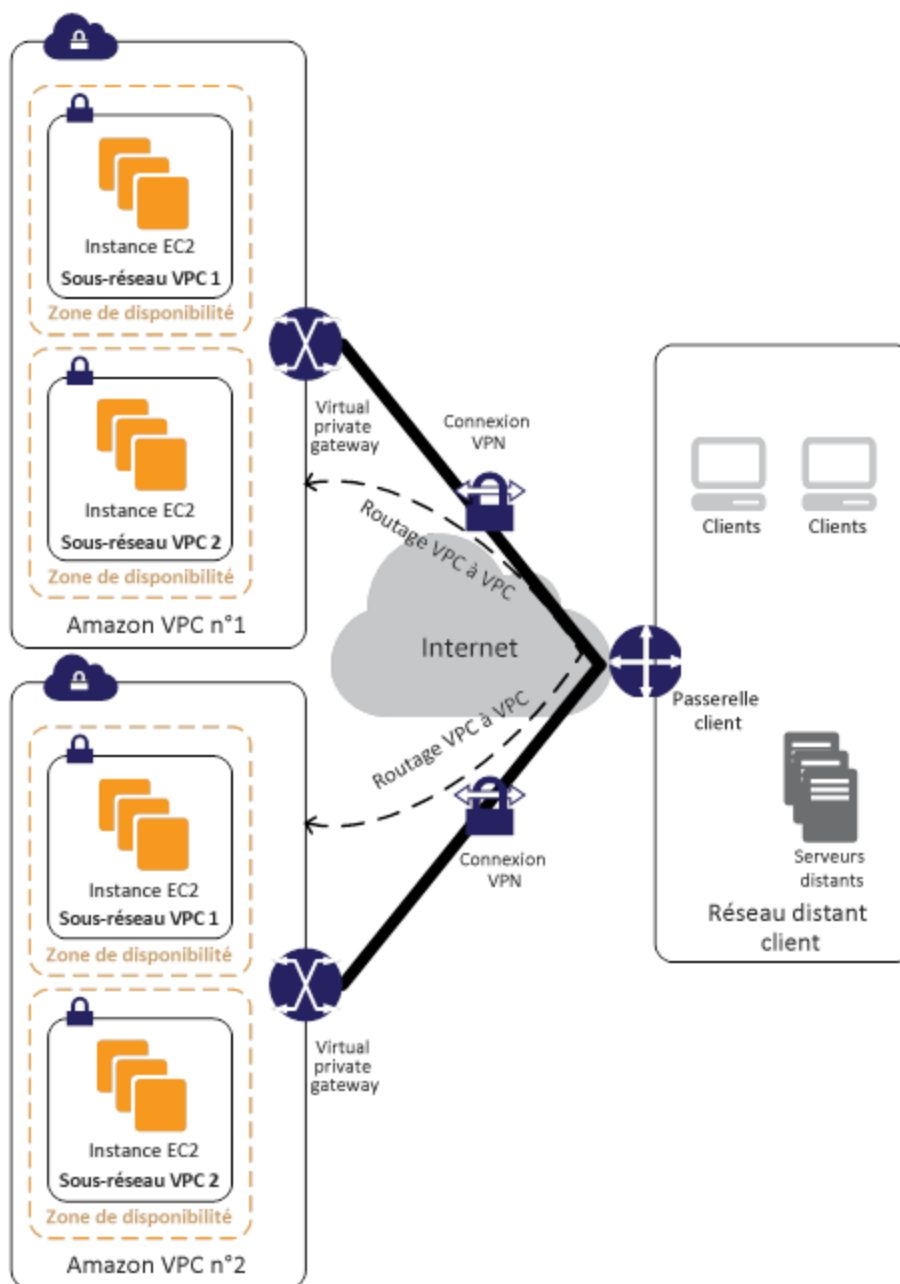 Instance EC2
Sous-réseau VPC 1
Zone de disponibilité
Instance EC2
Sous-réseau VPC 2
Zone de disponibilité
Amazon VPC n°1
Virtual
private
gateway
Connexion
VPN
Routage VPC à VPC
Internet
Routage VPC à VPC
Connexion
VPN
Clients
Clients
Passerelle
client
Serveurs
distants
Réseau distant
client
Instance EC2
Sous-réseau VPC 1
Zone de disponibilité
Instance EC2
Sous-réseau VPC 2
Zone de disponibilité
Amazon VPC n°2
Virtual
private
gateway